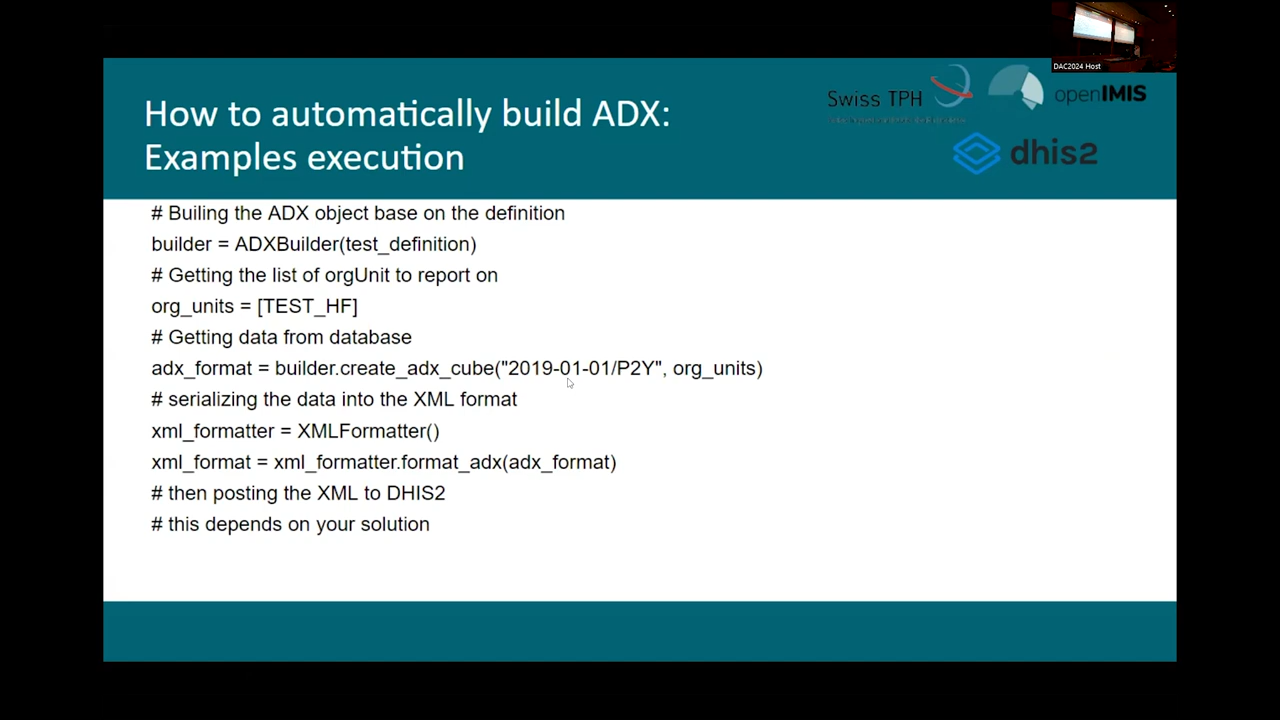 DAC2024 Host
Swiss TPH
openIMIS
dhis2
How to automatically build ADX:
Examples execution
# Builing the ADX object base on the definition
builder = ADXBuilder(test_definition)
# Getting the list of orgUnit to report on
org_units = [TEST_HF]
# Getting data from database
adx_format = builder.create_adx_cube("2019-01-01/P2Y", org_units)
# serializing the data into the XML format
xml_formatter = XMLFormatter()
xml_format = xml_formatter.format_adx(adx_format)
# then posting the XML to DHIS2
# this depends on your solution